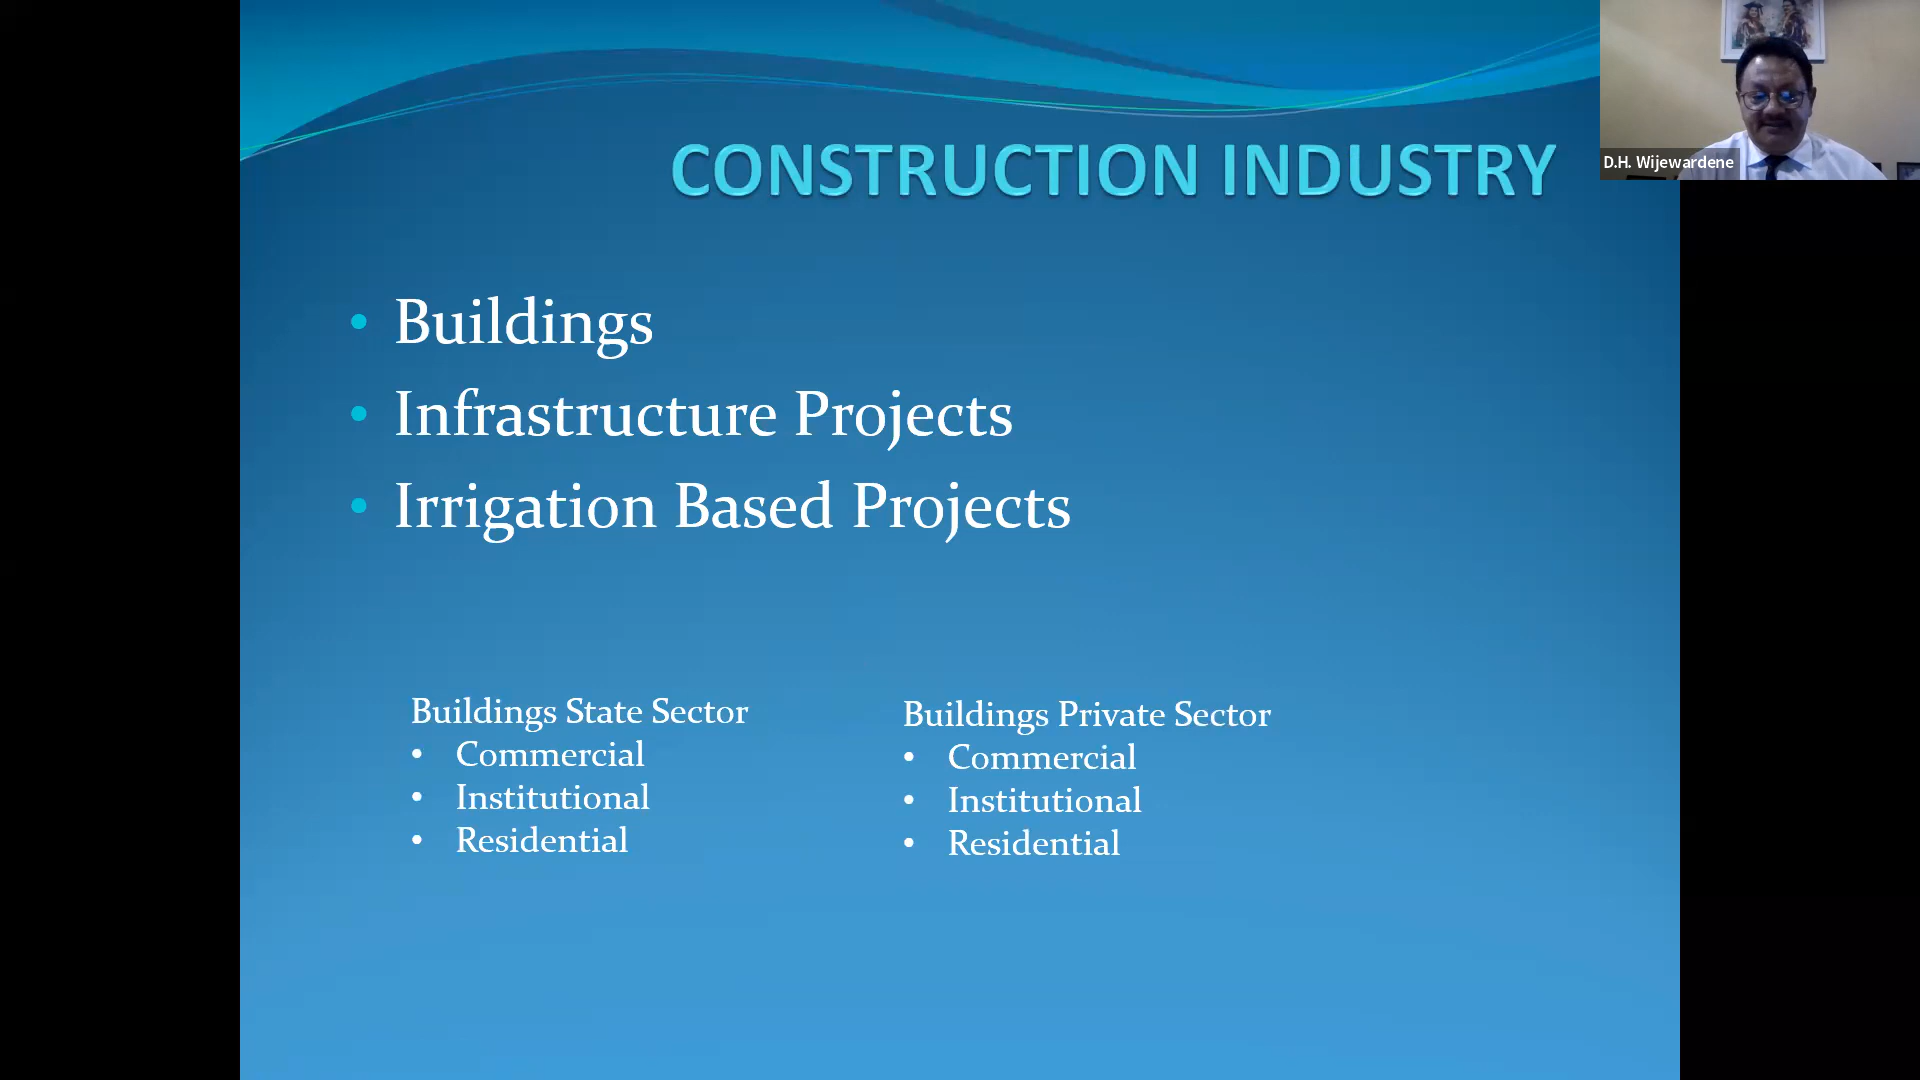 CONSTRUCTION INDUSTRY
D.H. Wijewardene
• Buildings
• Infrastructure Projects
• Irrigation Based Projects
Buildings State Sector
• Commercial
• Institutional
• Residential
Buildings Private Sector
• Commercial
• Institutional
• Residential